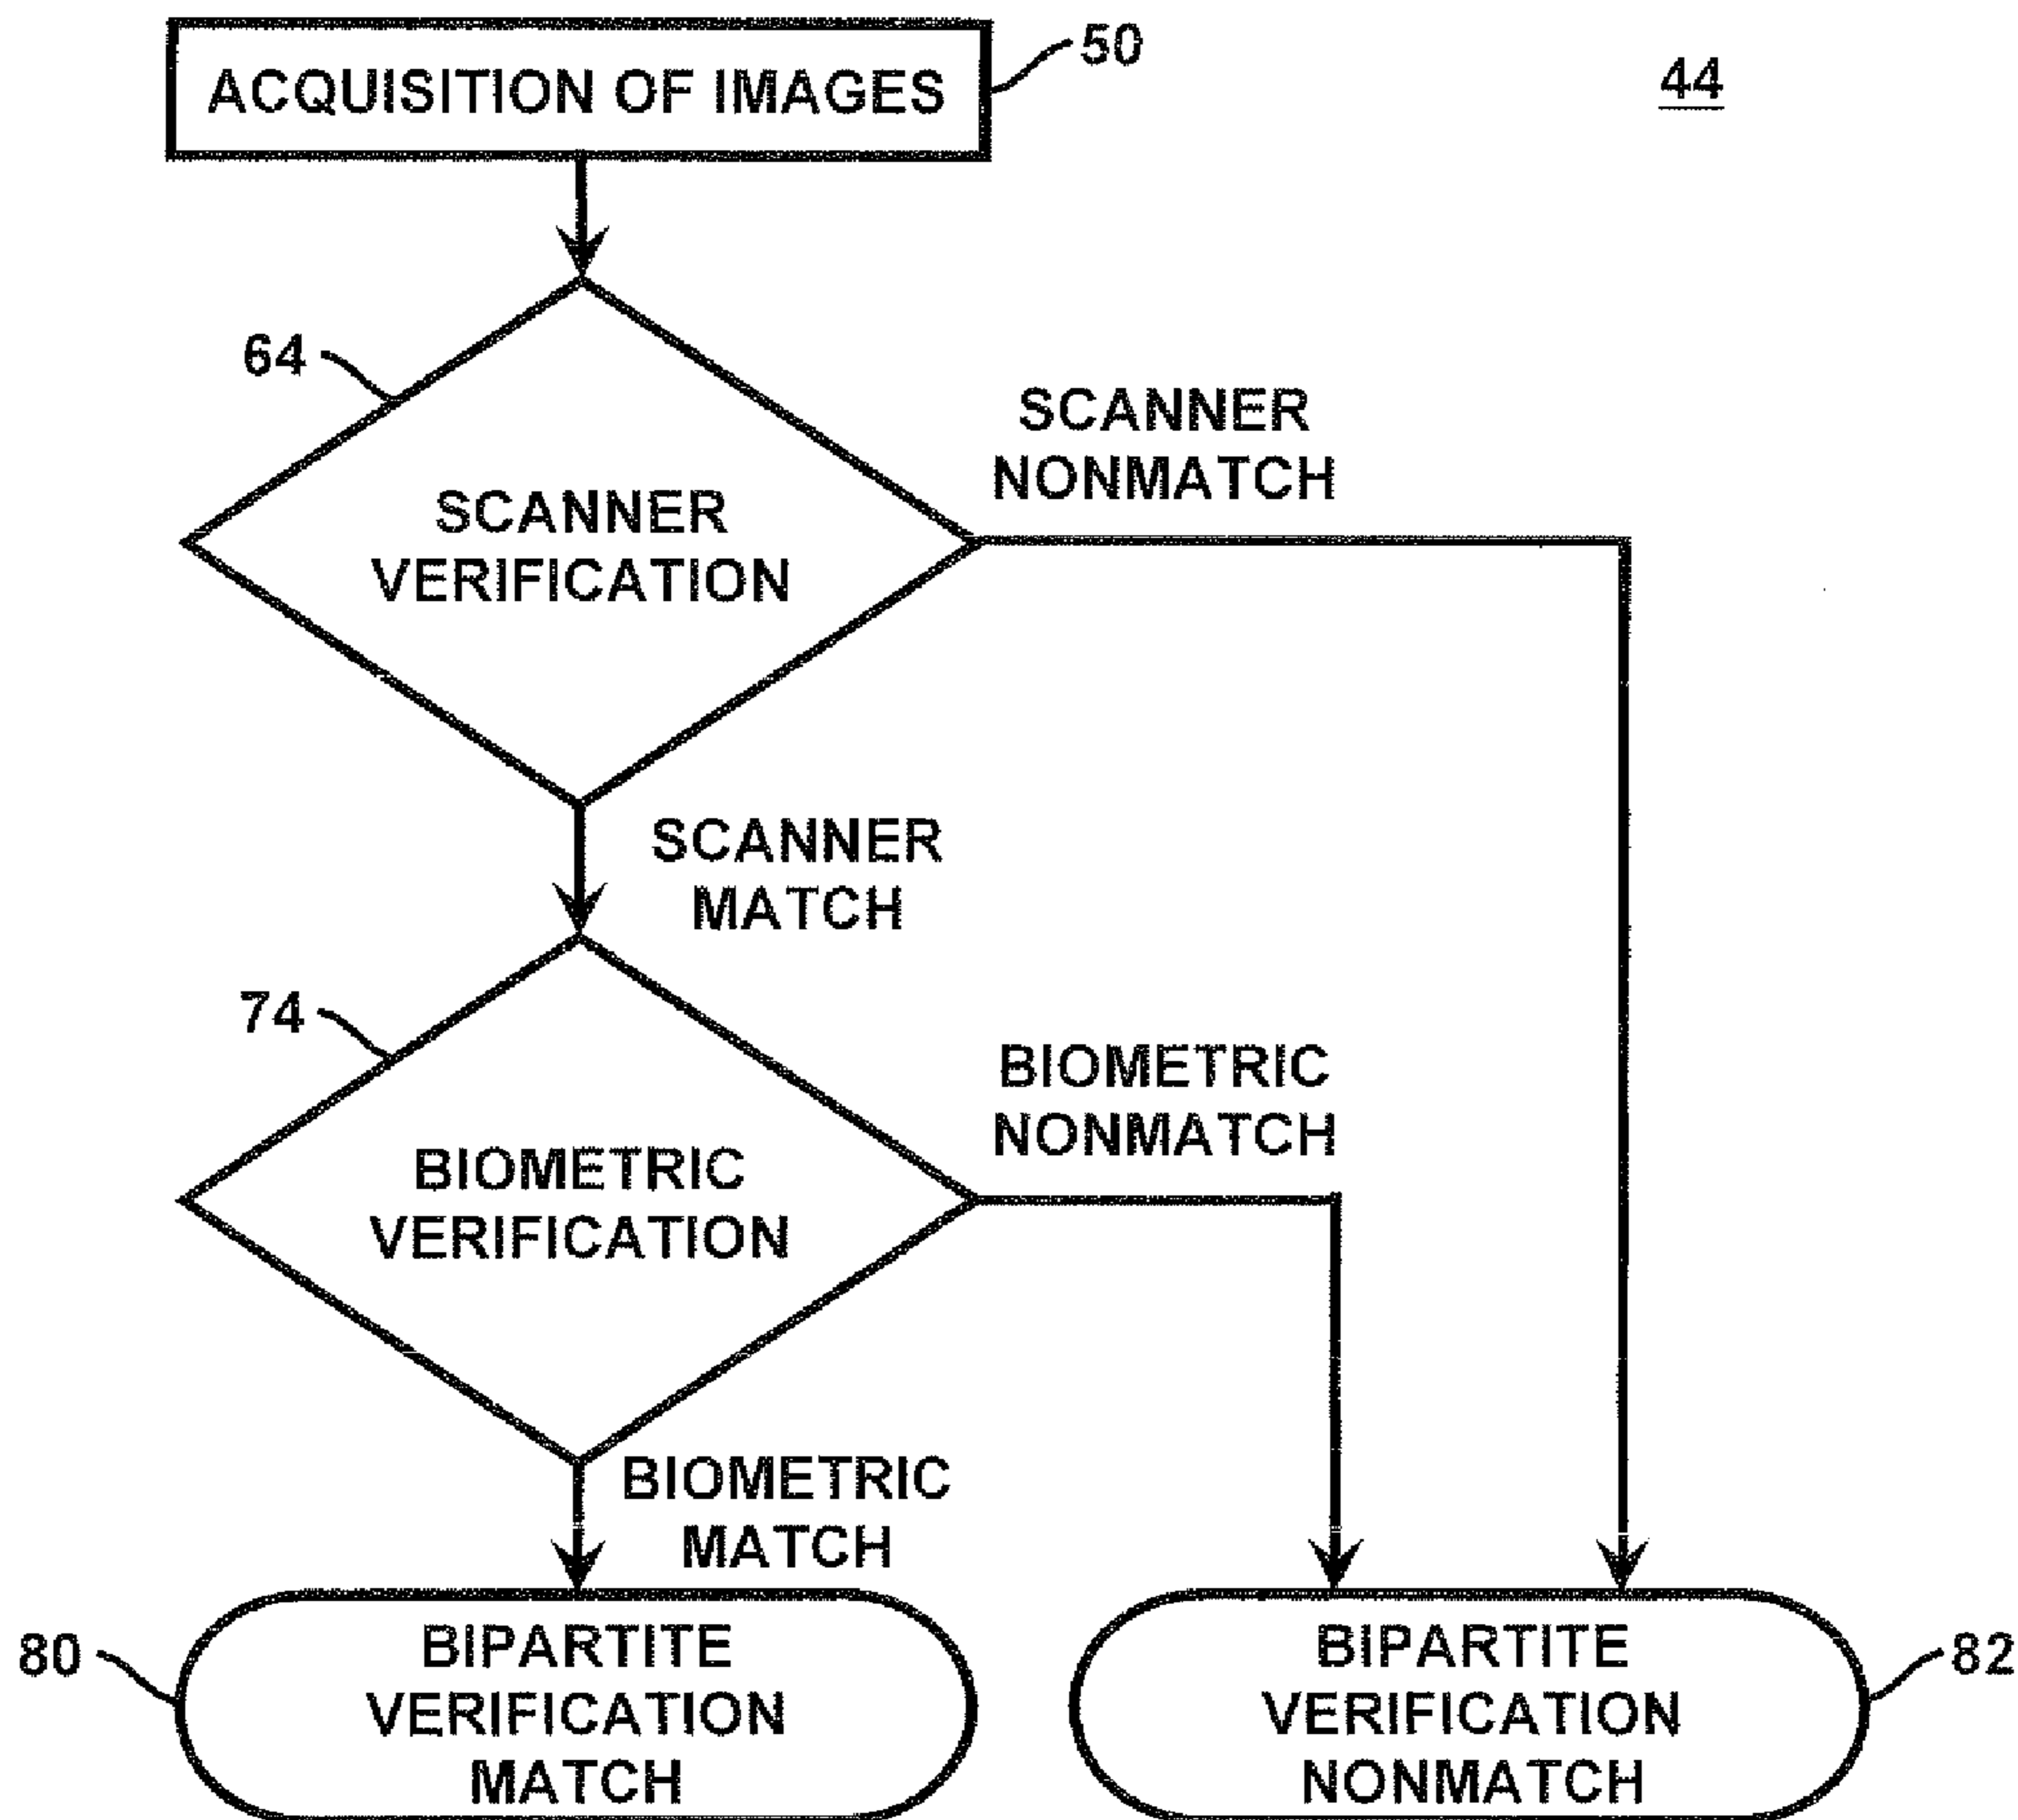 ACQUISITION OF IMAGES
50
44
64
SCANNER
NONMATCH
SCANNER
VERIFICATION
SCANNER
MATCH
74
BIOMETRIC
NONMATCH
BIOMETRIC
VERIFICATION
BIOMETRIC
MATCH
80
BIPARTITE
VERIFICATION
MATCH
BIPARTITE
VERIFICATION
NONMATCH
82